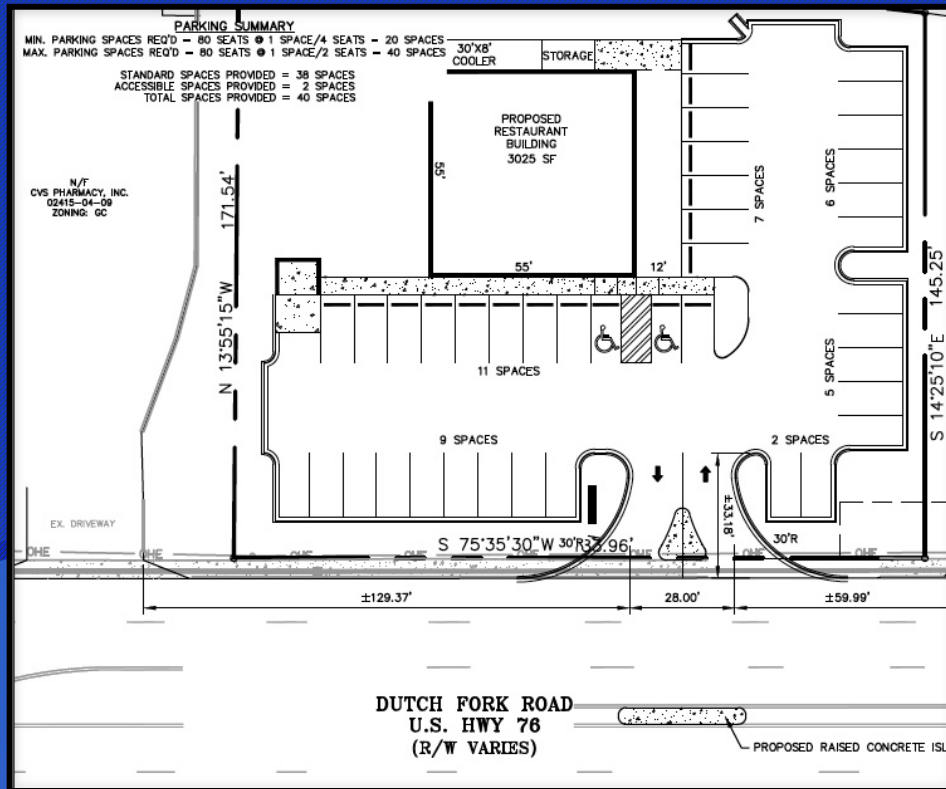 PARKING SUMMARY
MIN. PARKING SPACES REQ'D - 80 SEATS @ 1 SPACE/4 SEATS - 20 SPACES
MAX. PARKING SPACES REQ'D - 80 SEATS @ 1 SPACE/2 SEATS - 40 SPACES
STANDARD SPACES PROVIDED = 38 SPACES
ACCESSIBLE SPACES PROVIDED = 2 SPACES
TOTAL SPACES PROVIDED = 40 SPACES
30'X8'
COOLER
STORAGE
PROPOSED
RESTAURANT
BUILDING
3025 SF
55'
55'
12'
N/F
CVS PHARMACY, INC.
02415-04-09
ZONING: GC
N 13°55'15"W 171.54'
7 SPACES
6 SPACES
5 SPACES
S 14°25'10"E 145.25'
11 SPACES
9 SPACES
2 SPACES
EX. DRIVEWAY
OHE
OHE
OHE
OHE
OHE
OHE
OHE
S 75°35'30"W
30'R
±33.18'
30'R
±129.37'
28.00'
±59.99'
DUTCH FORK ROAD
U.S. HWY 76
(R/W VARIES)
PROPOSED RAISED CONCRETE ISL